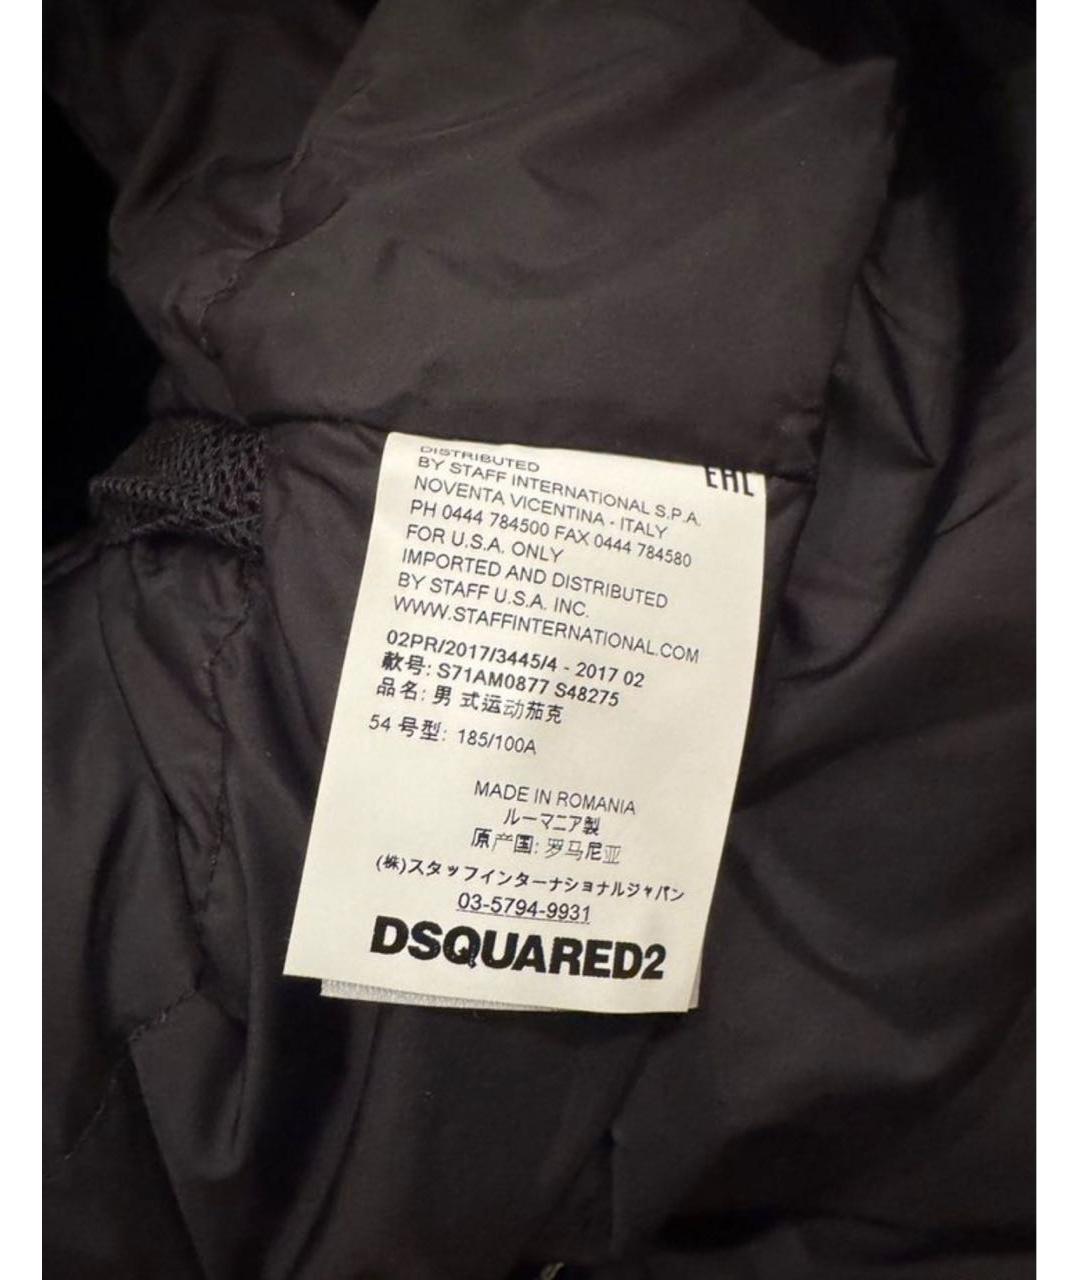 DISTRIBUTED
BY STAFF INTERNATIONAL S.P.A.
NOVENTA VICENTINA - ITALY
PH 0444 784500 FAX 0444 784580
FOR U.S.A. ONLY
IMPORTED AND DISTRIBUTED
BY STAFF U.S.A. INC.
WWW.STAFFINTERNATIONAL.COM
EAC
02PR/2017/3445/4 - 2017 02
款号: S71AM0877 S48275
品名: 男 式运动茄克
54 号型: 185/100A
MADE IN ROMANIA
ルーマニア製
原产国: 罗马尼亚
(株)スタッフインターナショナルジャパン
03-5794-9931
DSQUARED2